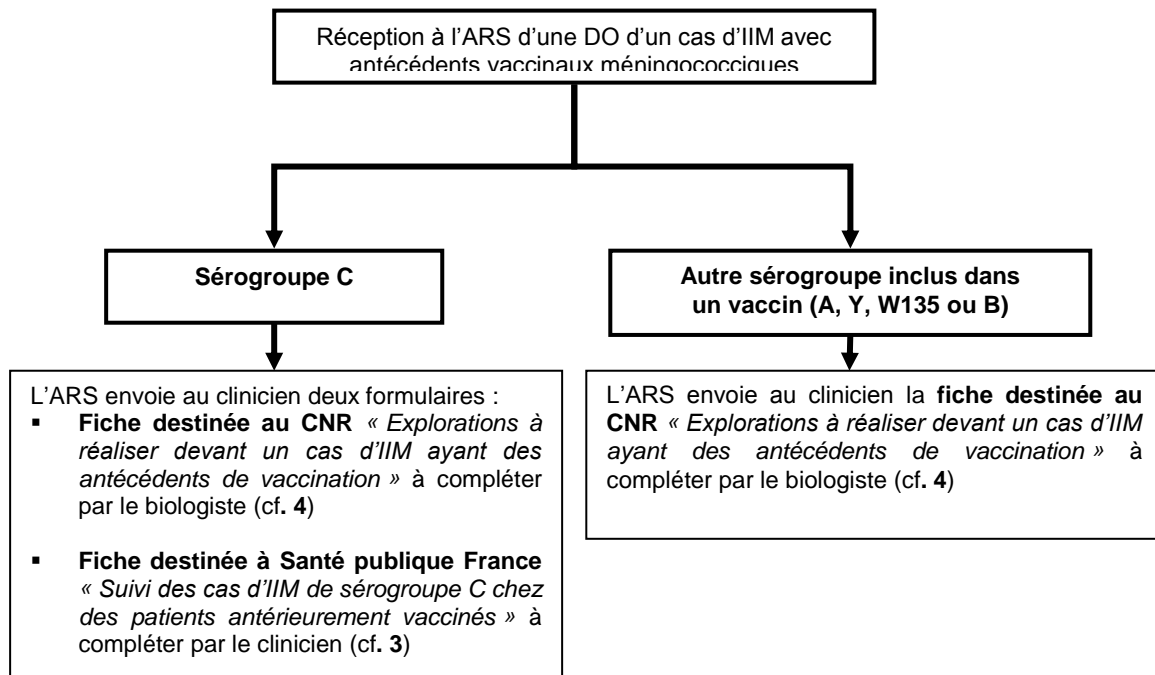 Réception à l'ARS d'une DO d'un cas d'IIM avec
antécédents vaccinaux méningococciques
Sérogroupe C
Autre sérogroupe inclus dans
un vaccin (A, Y, W135 ou B)
L'ARS envoie au clinicien deux formulaires :
▪ Fiche destinée au CNR « Explorations à
réaliser devant un cas d'IIM ayant des
antécédents de vaccination » à compléter
par le biologiste (cf. 4)
▪ Fiche destinée à Santé publique France
« Suivi des cas d'IIM de sérogroupe C chez
des patients antérieurement vaccinés » à
compléter par le clinicien (cf. 3)
L'ARS envoie au clinicien la fiche destinée au
CNR « Explorations à réaliser devant un cas d'IIM
ayant des antécédents de vaccination » à
compléter par le biologiste (cf. 4)